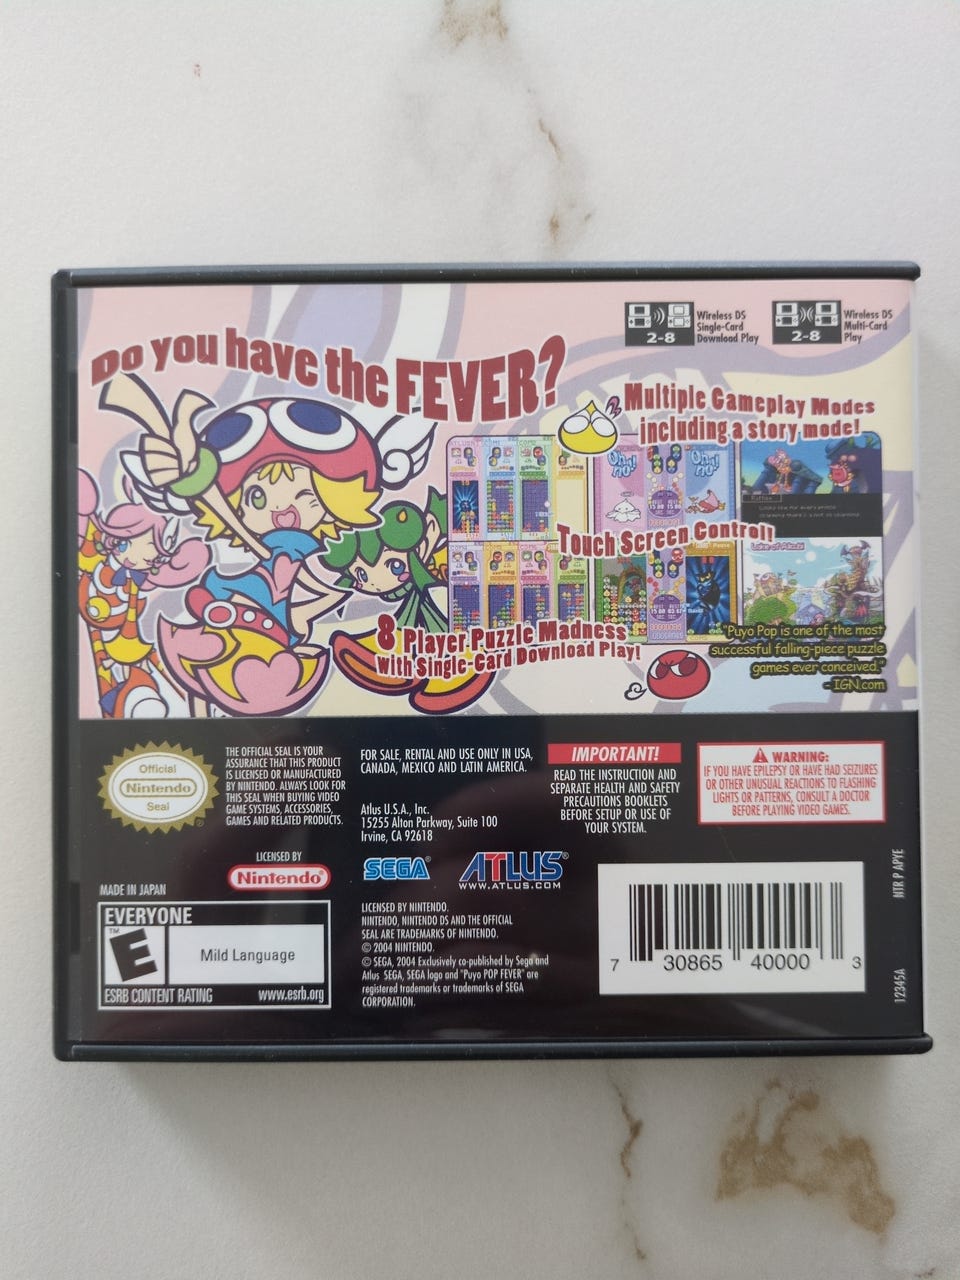 Do you have the FEVER?
2-8
Wireless DS
Single-Card
Download Play
2-8
Wireless DS
Multi-Card
Play
Multiple Gameplay Modes
including a story mode!
Touch Screen Control!
8 Player Puzzle Madness
with Single-Card Download Play!
"Puyo Pop is one of the most
successful falling-piece puzzle
games ever conceived."
- IGN.com
Official
Nintendo
Seal
THE OFFICIAL SEAL IS YOUR
ASSURANCE THAT THIS PRODUCT
IS LICENSED OR MANUFACTURED
BY NINTENDO. ALWAYS LOOK FOR
THIS SEAL WHEN BUYING VIDEO
GAME SYSTEMS, ACCESSORIES,
GAMES AND RELATED PRODUCTS.
LICENSED BY
Nintendo®
MADE IN JAPAN
EVERYONE
E
TM
Mild Language
ESRB CONTENT RATING
www.esrb.org
FOR SALE, RENTAL AND USE ONLY IN USA,
CANADA, MEXICO AND LATIN AMERICA.
Atlus U.S.A., Inc.
15255 Alton Parkway, Suite 100
Irvine, CA 92618
SEGA®
ATLUS®
WWW.ATLUS.COM
LICENSED BY NINTENDO.
NINTENDO, NINTENDO DS AND THE OFFICIAL
SEAL ARE TRADEMARKS OF NINTENDO.
© 2004 NINTENDO.
© SEGA, 2004 Exclusively co-published by Sega and
Atlus SEGA, SEGA logo and "Puyo POP FEVER" are
registered trademarks or trademarks of SEGA
CORPORATION.
IMPORTANT!
READ THE INSTRUCTION AND
SEPARATE HEALTH AND SAFETY
PRECAUTIONS BOOKLETS
BEFORE SETUP OR USE OF
YOUR SYSTEM.
WARNING:
IF YOU HAVE EPILEPSY OR HAVE HAD SEIZURES
OR OTHER UNUSUAL REACTIONS TO FLASHING
LIGHTS OR PATTERNS, CONSULT A DOCTOR
BEFORE PLAYING VIDEO GAMES.
7 30865 40000 3
NTR P APYE
12345A